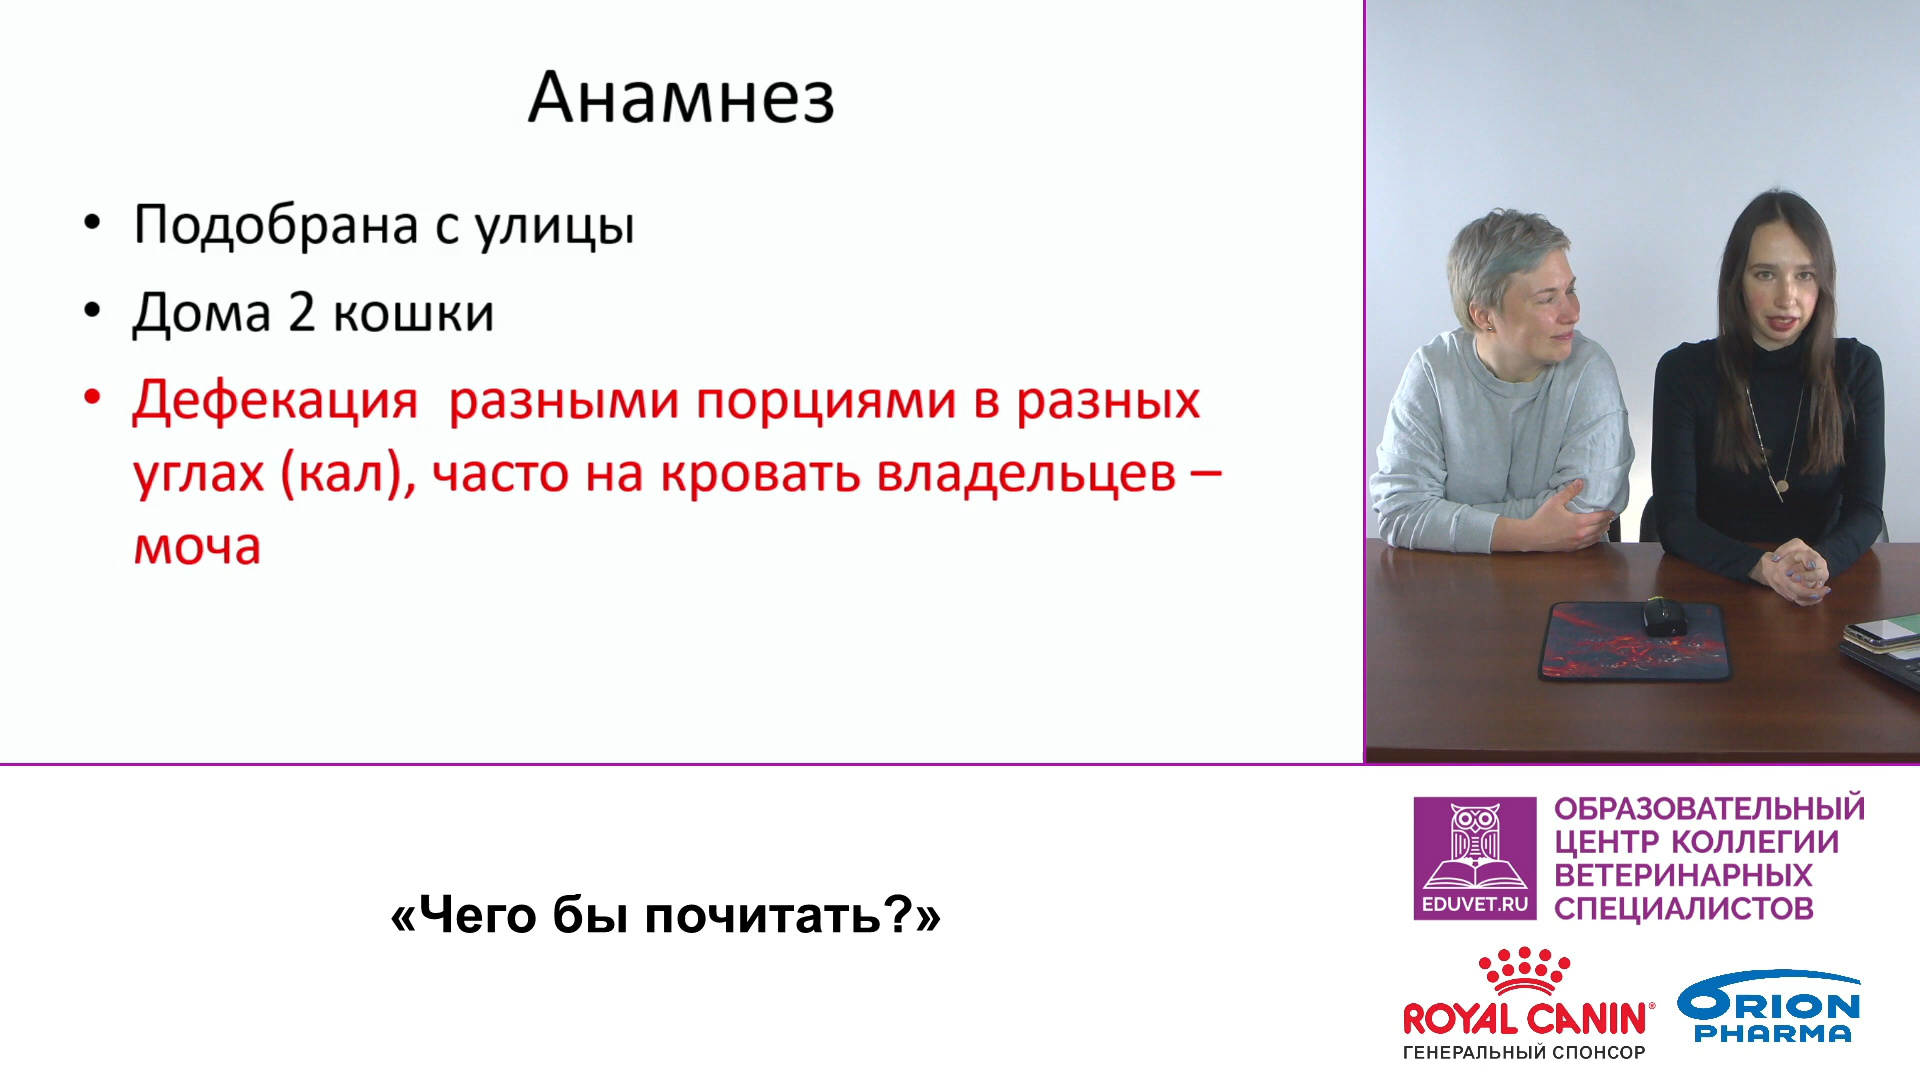 Анамнез
• Подобрана с улицы
• Дома 2 кошки
• Дефекация разными порциями в разных
углах (кал), часто на кровать владельцев –
моча
«Чего бы почитать?»
EDUVET.RU
ОБРАЗОВАТЕЛЬНЫЙ
ЦЕНТР КОЛЛЕГИИ
ВЕТЕРИНАРНЫХ
СПЕЦИАЛИСТОВ
ROYAL CANIN®
ГЕНЕРАЛЬНЫЙ СПОНСОР
ORION
PHARMA